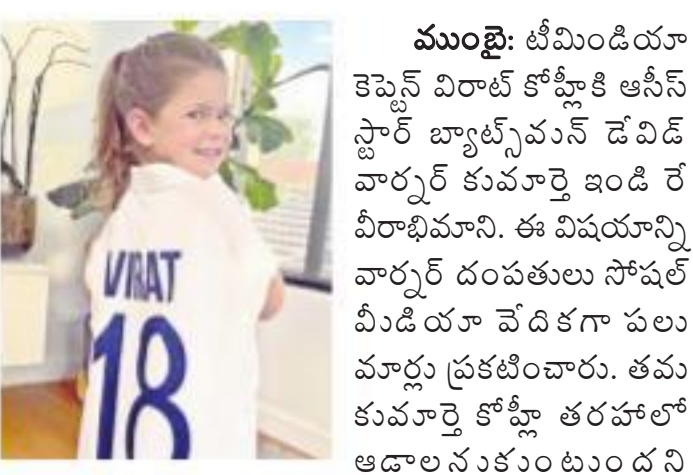 VIRAT
18
ముంబై: టీమిండియా
కెప్టెన్ విరాట్ కోహ్లీకి ఆసీస్
స్టార్ బ్యాట్స్‌మన్ డేవిడ్
వార్నర్ కుమార్తె ఇండి రే
వీరాభిమాని. ఈ విషయాన్ని
వార్నర్ దంపతులు సోషల్
మీడియా వేదికగా పలు
మార్లు ప్రకటించారు. తమ
కుమార్తె కోహ్లీ తరహాలో
ఆడాలనుకుంటుందని